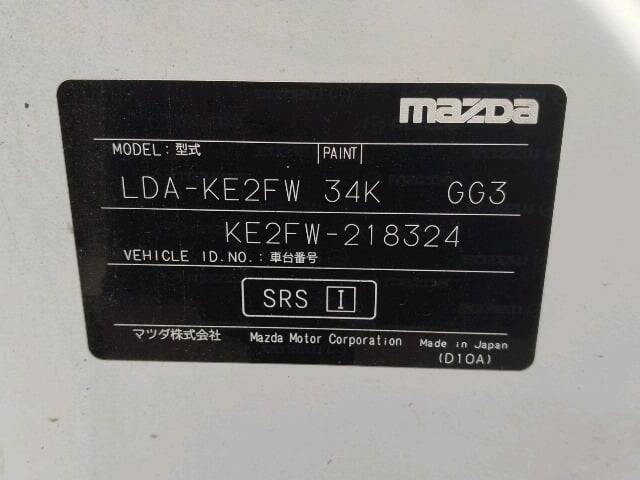 mazda
MODEL: 型式 PAINT
LDA-KE2FW 34K GG3
KE2FW-218324
VEHICLE ID.NO.: 車台番号
SRS I
マツダ株式会社 Mazda Motor Corporation Made in Japan
(D10A)